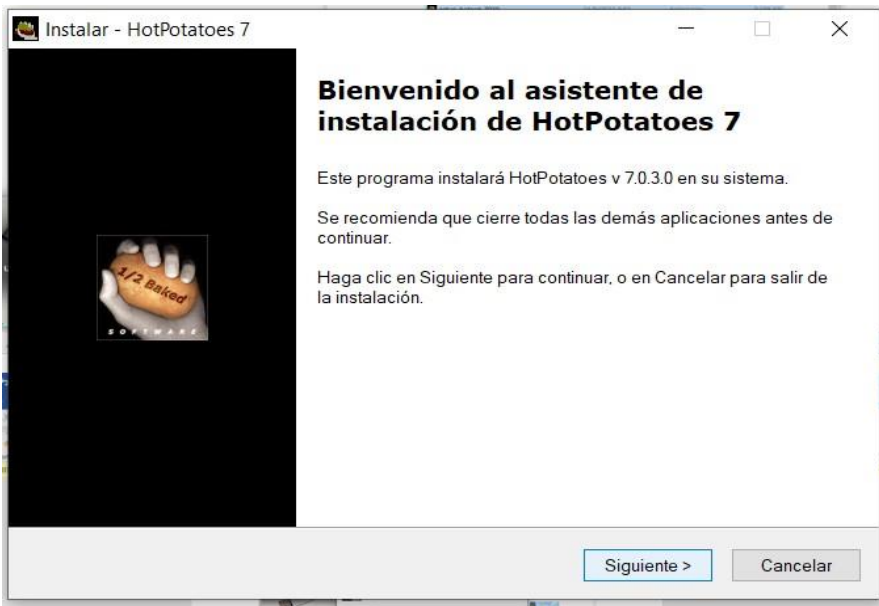 Instalar - HotPotatoes 7
Bienvenido al asistente de
instalación de HotPotatoes 7
Este programa instalará HotPotatoes v 7.0.3.0 en su sistema.
Se recomienda que cierre todas las demás aplicaciones antes de
continuar.
Haga clic en Siguiente para continuar, o en Cancelar para salir de
la instalación.
1/2 Baked
SOFTWARE
Siguiente >
Cancelar